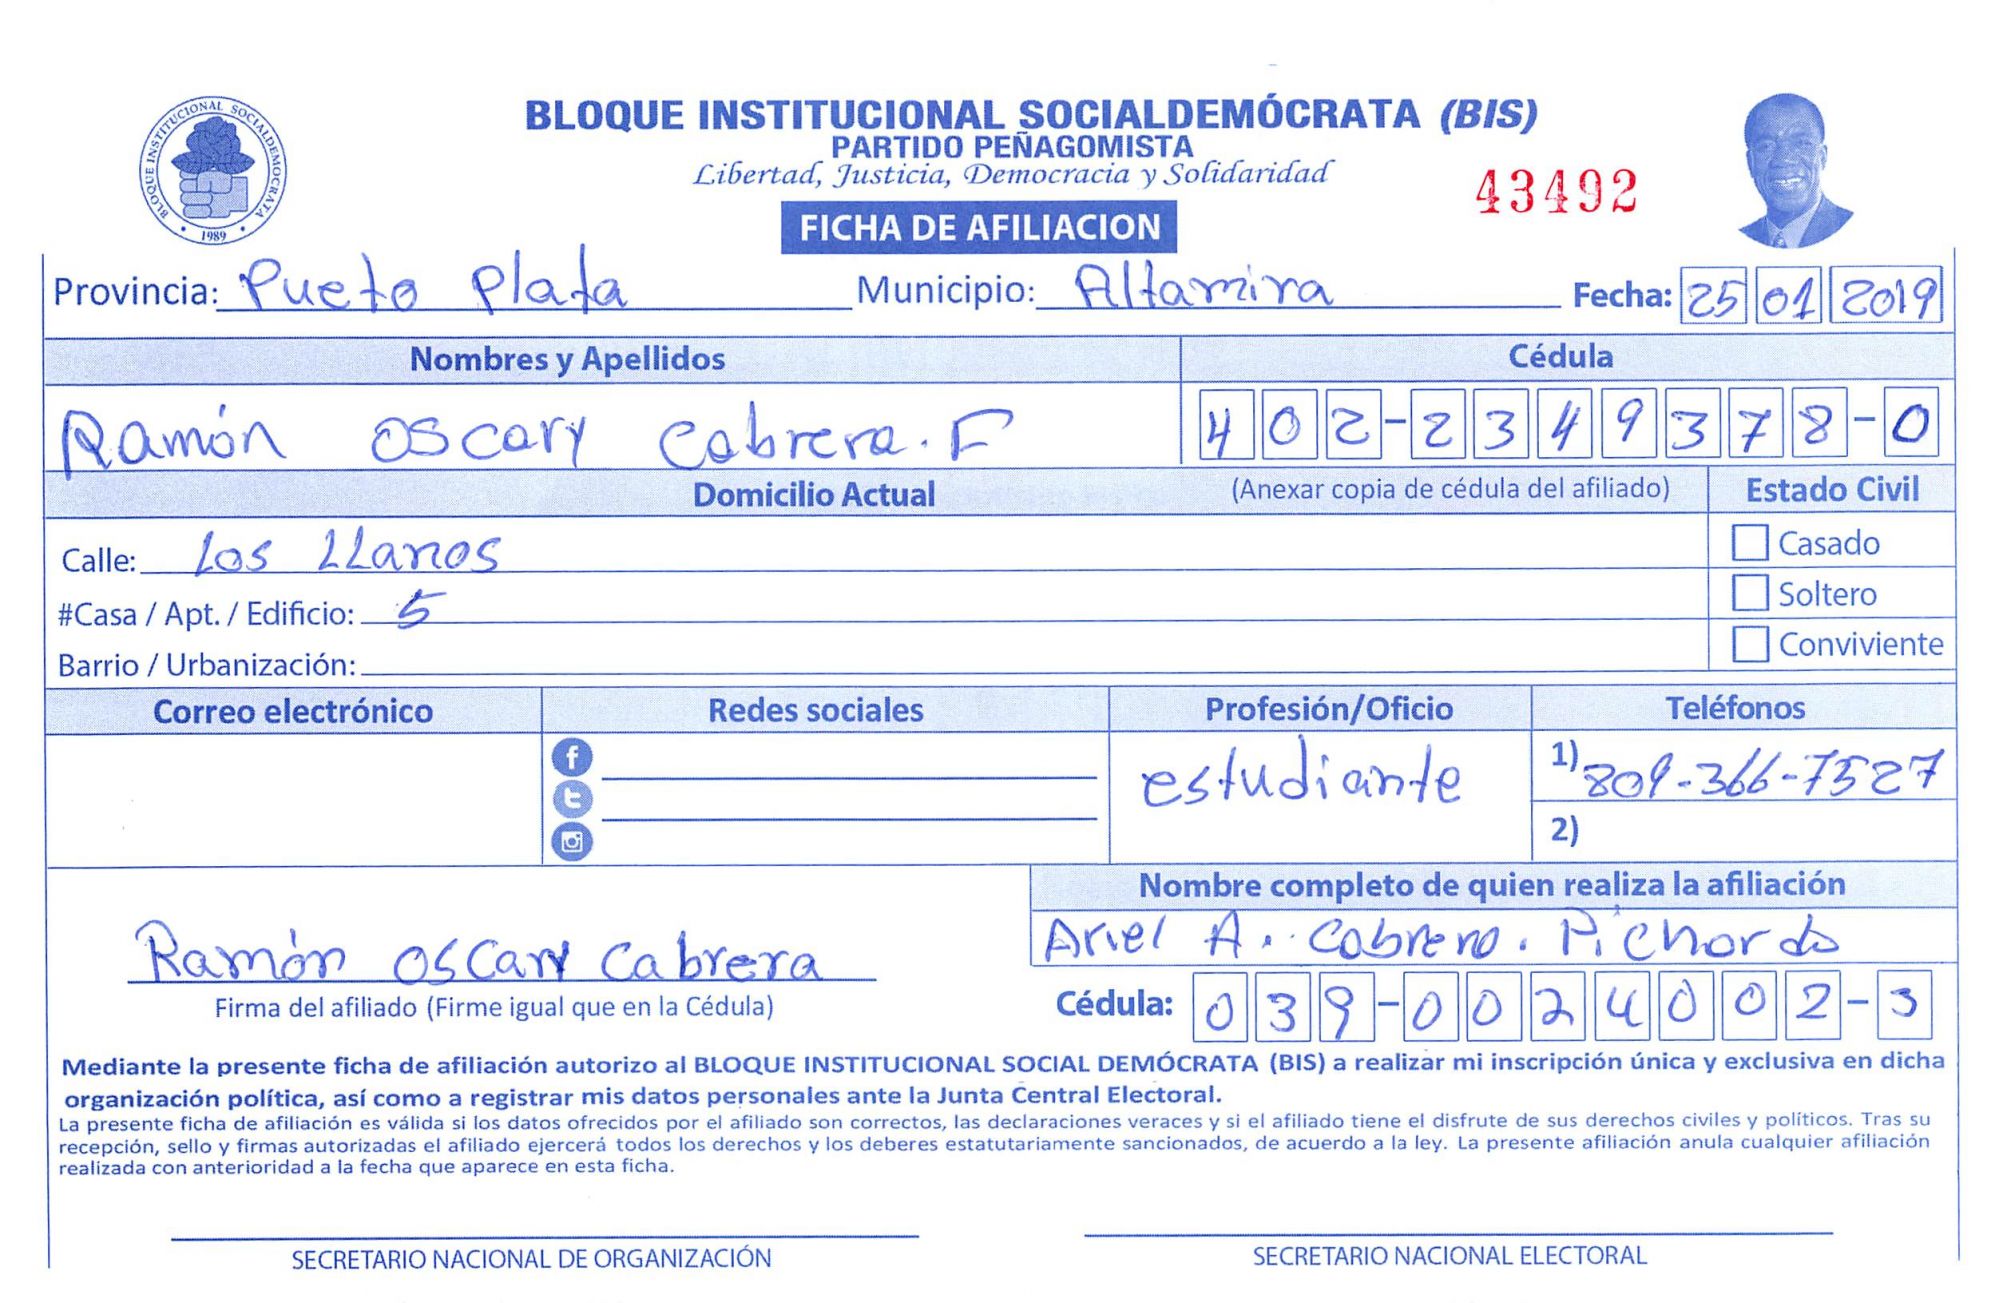 BLOQUE INSTITUCIONAL SOCIALDEMOCRATA
1989
BLOQUE INSTITUCIONAL SOCIALDEMÓCRATA (BIS)
PARTIDO PEÑAGOMISTA
Libertad, Justicia, Democracia y Solidaridad
43492
FICHA DE AFILIACION
Provincia: Pueto Plata Municipio: Altamira Fecha: 25 01 2019
Nombres y Apellidos Cédula
Ramón Oscary Cabrera. F 402-2349378-0
Domicilio Actual (Anexar copia de cédula del afiliado) Estado Civil
Calle: Los LLanos Casado
#Casa / Apt. / Edificio: 5 Soltero
Barrio / Urbanización: Conviviente
Correo electrónico Redes sociales Profesión/Oficio Teléfonos
estudiante 1) 809-366-7527
2)
Nombre completo de quien realiza la afiliación
Ariel A. Cabrera. Pichardo
Ramón Oscary Cabrera
Firma del afiliado (Firme igual que en la Cédula) Cédula: 039-0024002-3
Mediante la presente ficha de afiliación autorizo al BLOQUE INSTITUCIONAL SOCIAL DEMÓCRATA (BIS) a realizar mi inscripción única y exclusiva en dicha
organización política, así como a registrar mis datos personales ante la Junta Central Electoral.
La presente ficha de afiliación es válida si los datos ofrecidos por el afiliado son correctos, las declaraciones veraces y si el afiliado tiene el disfrute de sus derechos civiles y políticos. Tras su
recepción, sello y firmas autorizadas el afiliado ejercerá todos los derechos y los deberes estatutariamente sancionados, de acuerdo a la ley. La presente afiliación anula cualquier afiliación
realizada con anterioridad a la fecha que aparece en esta ficha.
SECRETARIO NACIONAL DE ORGANIZACIÓN SECRETARIO NACIONAL ELECTORAL